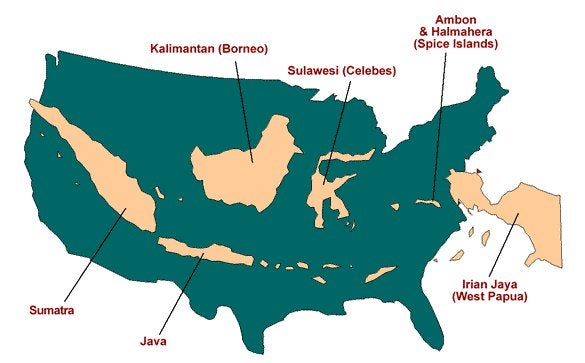 Ambon
& Halmahera
(Spice Islands)
Kalimantan (Borneo)
Sulawesi (Celebes)
Irian Jaya
(West Papua)
Sumatra
Java